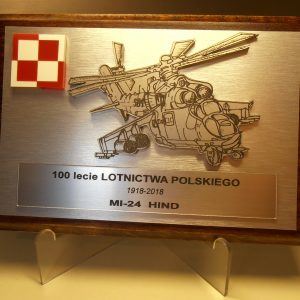 100 lecie LOTNICTWA POLSKIEGO
1918-2018
MI-24 HIND